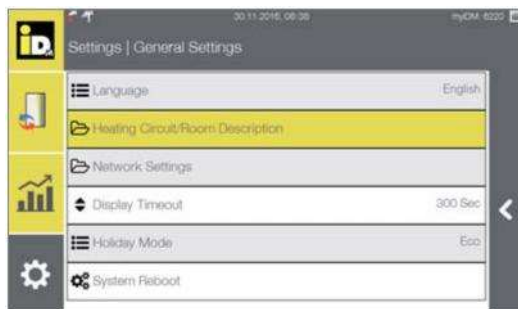 iD
30.11.2016, 08:38
myIDM: 6220
Settings | General Settings
Language English
Heating Circuit/Room Description
Network Settings
Display Timeout 300 Sec
Holiday Mode Eco
System Reboot